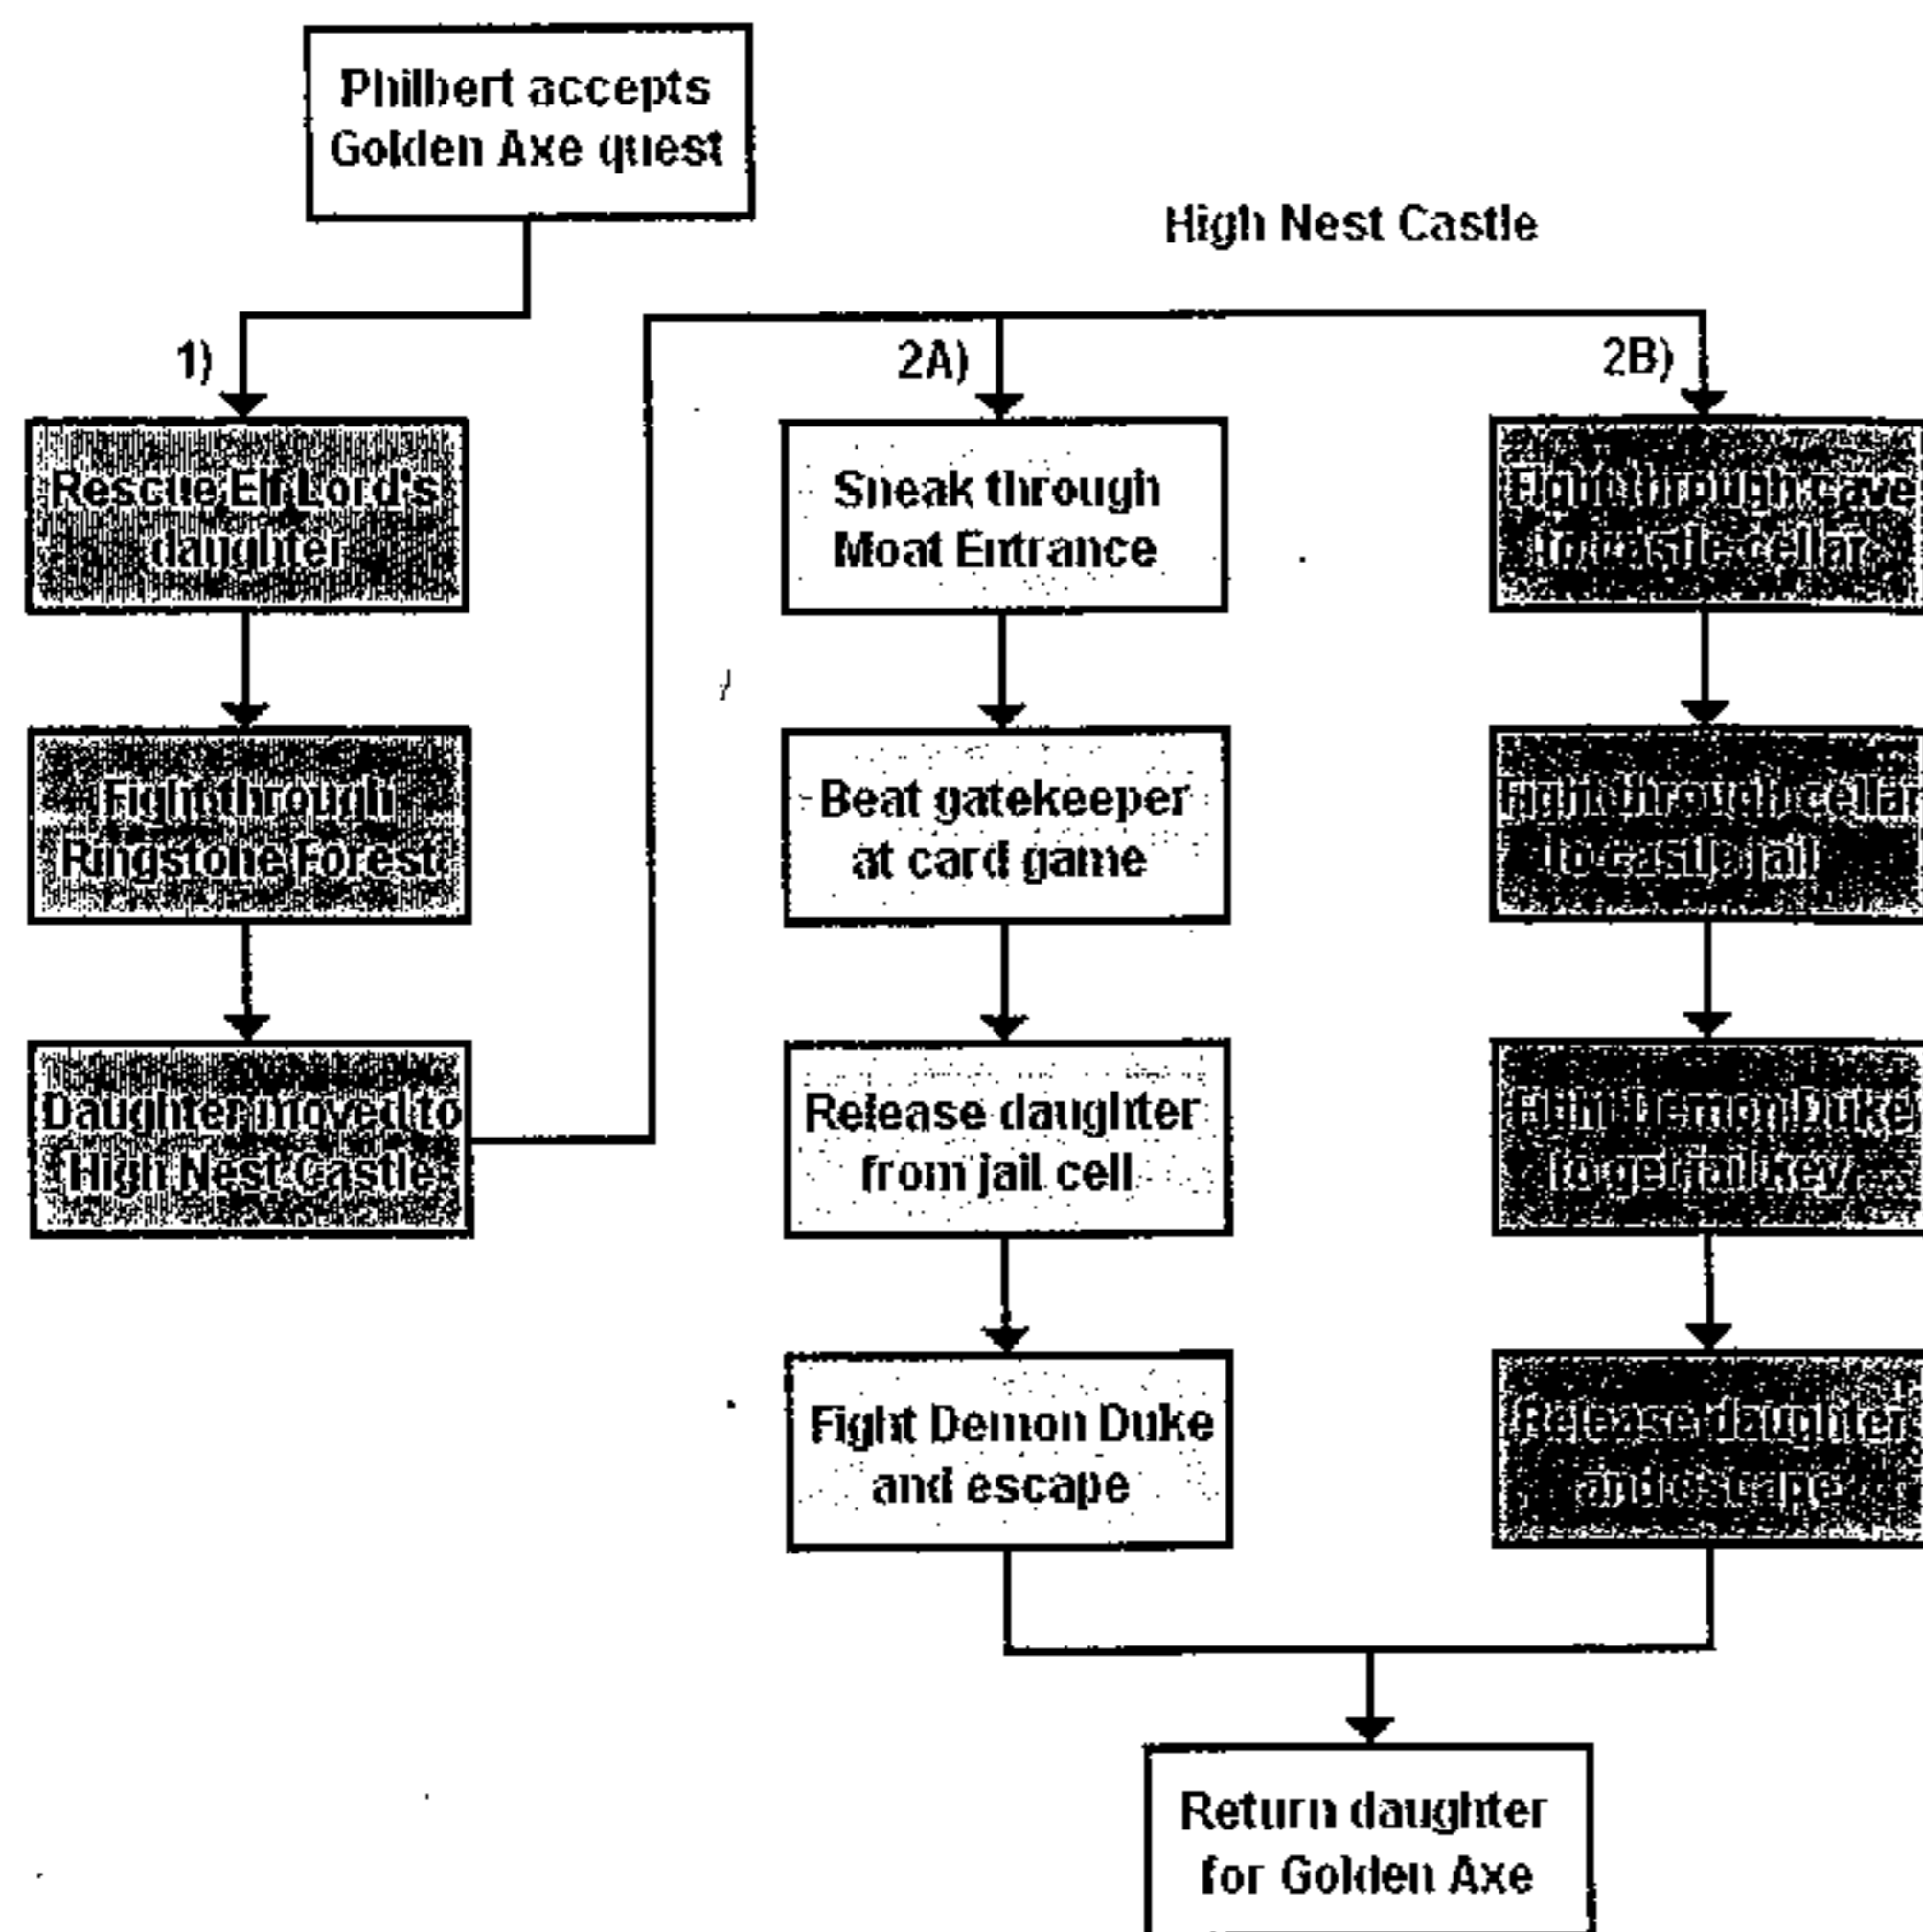 Philbert accepts
Golden Axe quest
High Nest Castle
1)
Rescue Elf Lord's
daughter
Fight through
Ringstone Forest
Daughter moved to
High Nest Castle
2A)
Sneak through
Moat Entrance
Beat gatekeeper
at card game
Release daughter
from jail cell
Fight Demon Duke
and escape
2B)
Fight through cave
to castle cellar
Fight through cellar
to castle jail
Fight Demon Duke
to get jail key
Release daughter
and escape
Return daughter
for Golden Axe